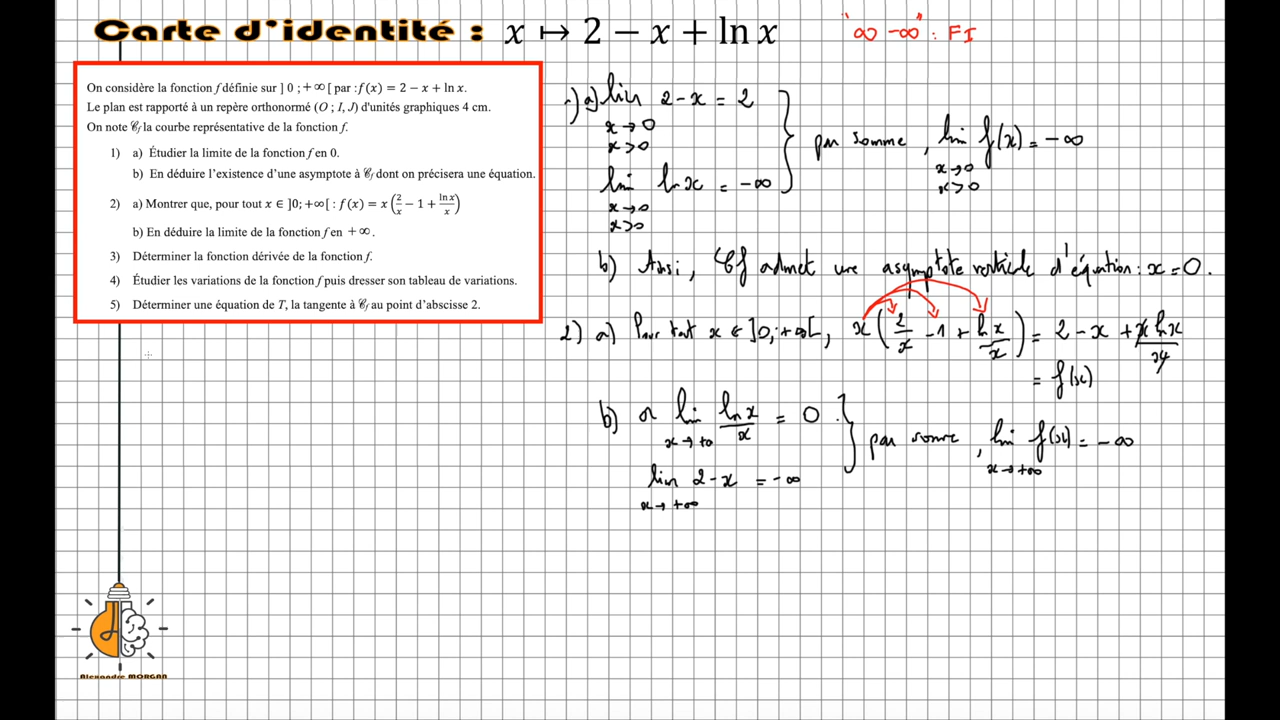 Carte d'identité : x ↦ 2 − x + ln x
"∞ -∞" : FI
On considère la fonction f définie sur ] 0 ; +∞ [ par : f(x) = 2 − x + ln x.
Le plan est rapporté à un repère orthonormé (O ; I, J) d'unités graphiques 4 cm.
On note 𝒞f la courbe représentative de la fonction f.
1) a) Étudier la limite de la fonction f en 0.
b) En déduire l'existence d'une asymptote à 𝒞f dont on précisera une équation.
2) a) Montrer que, pour tout x ∈ ]0; +∞[ : f(x) = x(2/x − 1 + ln x/x)
b) En déduire la limite de la fonction f en +∞.
3) Déterminer la fonction dérivée de la fonction f.
4) Étudier les variations de la fonction f puis dresser son tableau de variations.
5) Déterminer une équation de T, la tangente à 𝒞f au point d'abscisse 2.
1) a) lim 2 - x = 2
x→0
x>0
lim ln x = -∞
x→0
x>0
} par somme, lim f(x) = -∞
x→0
x>0
b) Ainsi, 𝒞f admet une asymptote verticale d'équation : x = 0.
2) a) Pour tout x ∈ ]0; +∞[, x(2/x - 1 + ln x/x) = 2 - x + x ln x/x
= f(x)
b) or lim ln x/x = 0
x→+∞
lim 2 - x = -∞
x→+∞
} par somme, lim f(x) = -∞
x→+∞
Alexandre MORGAN